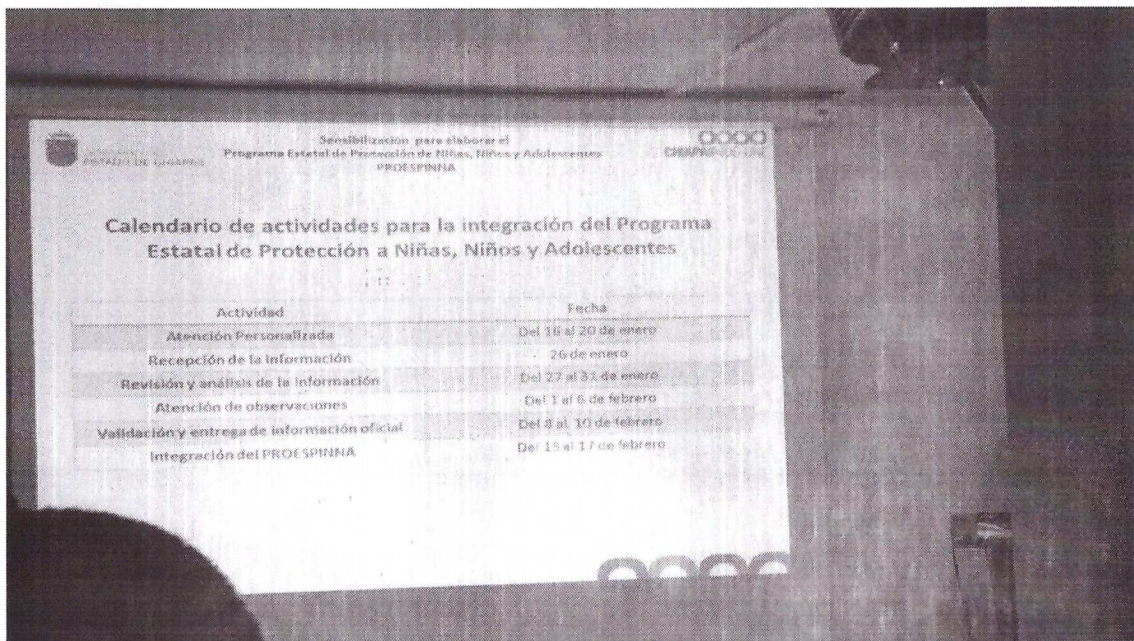 Sensibilización para elaborar el
Programa Estatal de Protección de Niñas, Niños y Adolescentes
PROESPINNA
ESTADO DE CHIAPAS
Calendario de actividades para la integración del Programa
Estatal de Protección a Niñas, Niños y Adolescentes
Actividad Fecha
Atención Personalizada Del 16 al 20 de enero
Recepción de la Información 26 de enero
Revisión y análisis de la Información Del 27 al 31 de enero
Atención de observaciones Del 1 al 6 de febrero
Validación y entrega de información oficial Del 8 al 10 de febrero
Integración del PROESPINNA al 17 de febrero